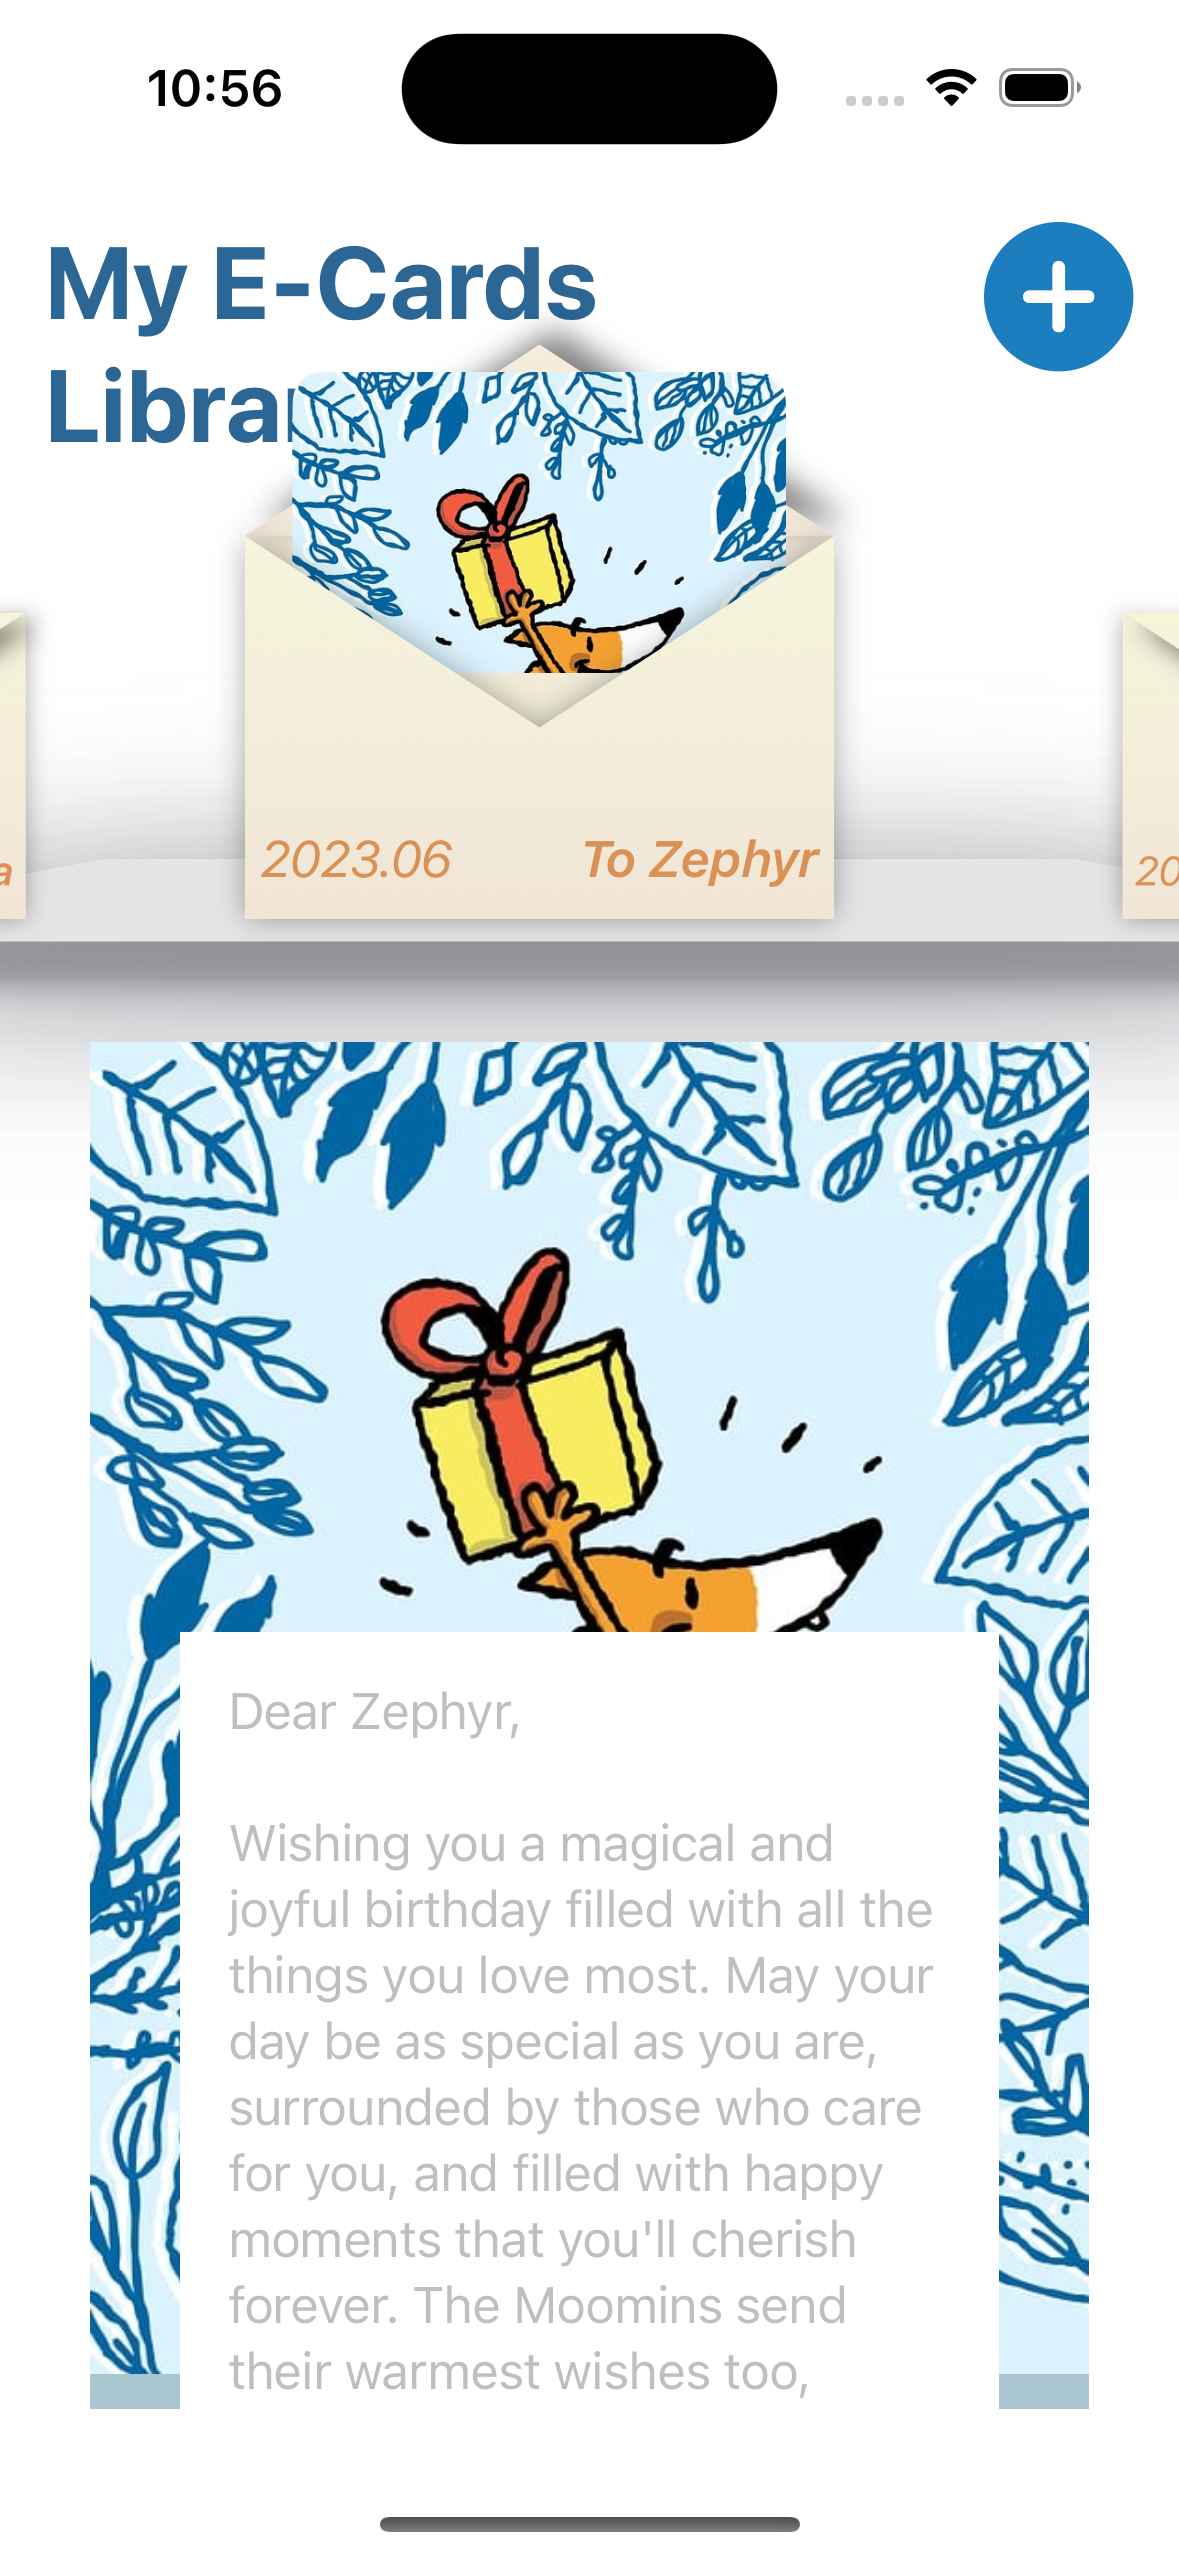 10:56
My E-Cards
Librar
2023.06
To Zephyr
a
20
Dear Zephyr,
Wishing you a magical and
joyful birthday filled with all the
things you love most. May your
day be as special as you are,
surrounded by those who care
for you, and filled with happy
moments that you'll cherish
forever. The Moomins send
their warmest wishes too,